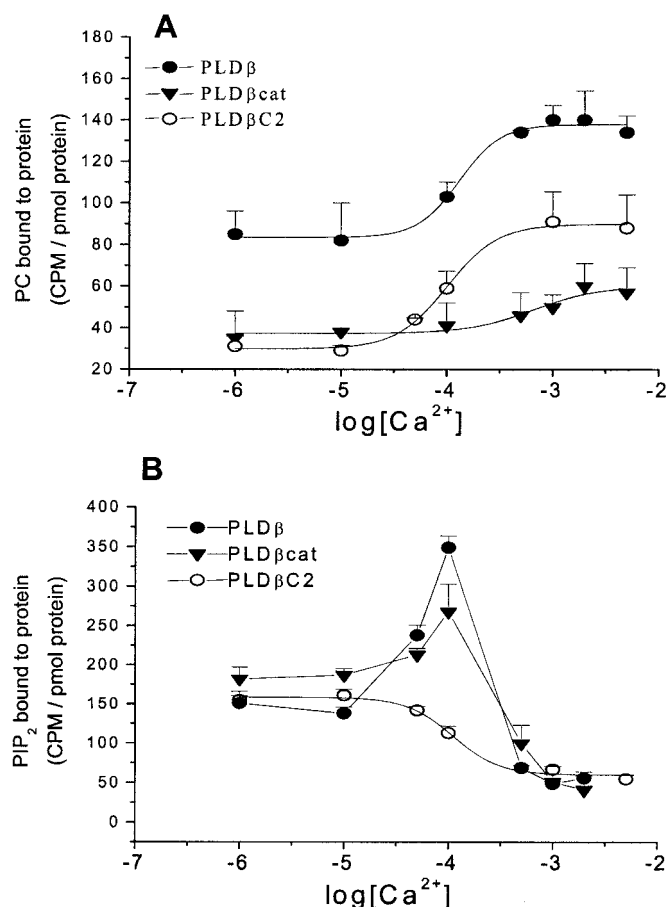 A
PLDβ
PLDβcat
PLDβC2
PC bound to protein
(CPM / pmol protein)
180
160
140
120
100
80
60
40
20
-7 -6 -5 -4 -3 -2
log[Ca²⁺]
B
PLDβ
PLDβcat
PLDβC2
PIP₂ bound to protein
(CPM / pmol protein)
400
350
300
250
200
150
100
50
0
-7 -6 -5 -4 -3 -2
log[Ca²⁺]